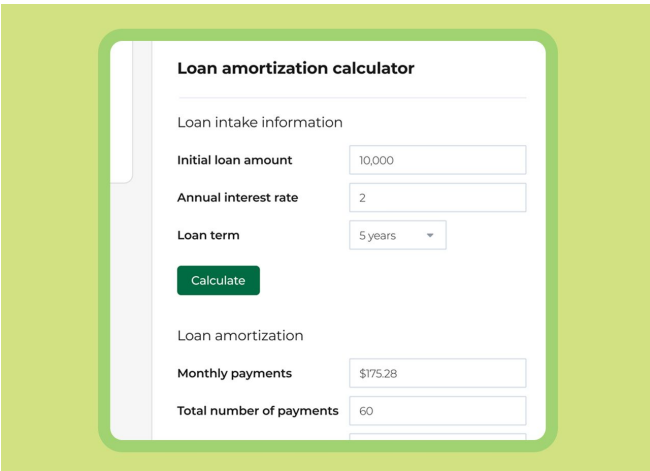 Loan amortization calculator
Loan intake information
Initial loan amount 10,000
Annual interest rate 2
Loan term 5 years
Calculate
Loan amortization
Monthly payments $175.28
Total number of payments 60